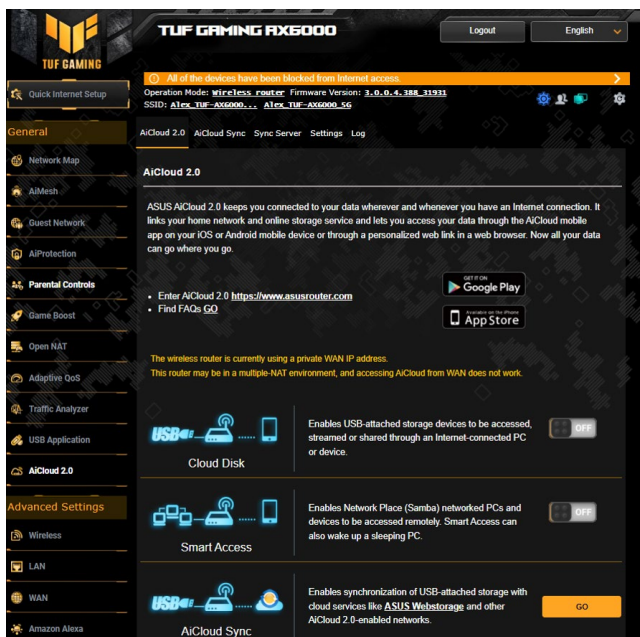 TUF GAMING
TUF GAMING AX6000
Logout
English
All of the devices have been blocked from Internet access.
Quick Internet Setup
Operation Mode: Wireless router Firmware Version: 3.0.0.4.388_31931
SSID: Alex_TUF-AX6000... Alex_TUF-AX6000_5G
General
Network Map
AiMesh
Guest Network
AiProtection
Parental Controls
Game Boost
Open NAT
Adaptive QoS
Traffic Analyzer
USB Application
AiCloud 2.0
Advanced Settings
Wireless
LAN
WAN
Amazon Alexa
AiCloud 2.0 AiCloud Sync Sync Server Settings Log
AiCloud 2.0
ASUS AiCloud 2.0 keeps you connected to your data wherever and whenever you have an Internet connection. It
links your home network and online storage service and lets you access your data through the AiCloud mobile
app on your iOS or Android mobile device or through a personalized web link in a web browser. Now all your data
can go where you go.
Enter AiCloud 2.0 https://www.asusrouter.com
Find FAQs GO
GET IT ON
Google Play
Available on the iPhone
App Store
The wireless router is currently using a private WAN IP address.
This router may be in a multiple-NAT environment, and accessing AiCloud from WAN does not work.
USB
Cloud Disk
Enables USB-attached storage devices to be accessed,
streamed or shared through an Internet-connected PC
or device.
OFF
Smart Access
Enables Network Place (Samba) networked PCs and
devices to be accessed remotely. Smart Access can
also wake up a sleeping PC.
OFF
USB
AiCloud Sync
Enables synchronization of USB-attached storage with
cloud services like ASUS Webstorage and other
AiCloud 2.0-enabled networks.
GO